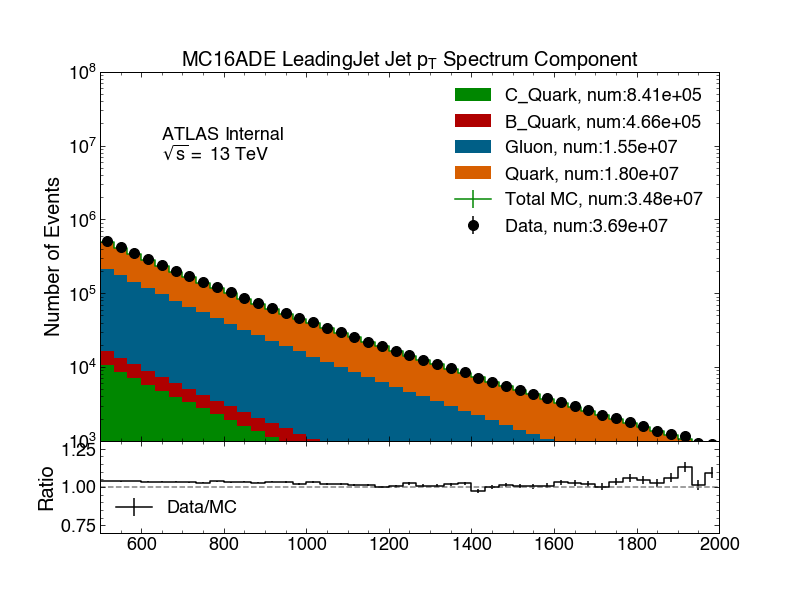 MC16ADE LeadingJet Jet p_T Spectrum Component
10^8
10^7
10^6
10^5
10^4
10^3
Number of Events
ATLAS Internal
√s = 13 TeV
C_Quark, num:8.41e+05
B_Quark, num:4.66e+05
Gluon, num:1.55e+07
Quark, num:1.80e+07
Total MC, num:3.48e+07
Data, num:3.69e+07
1.25
1.00
0.75
Ratio
Data/MC
600 800 1000 1200 1400 1600 1800 2000